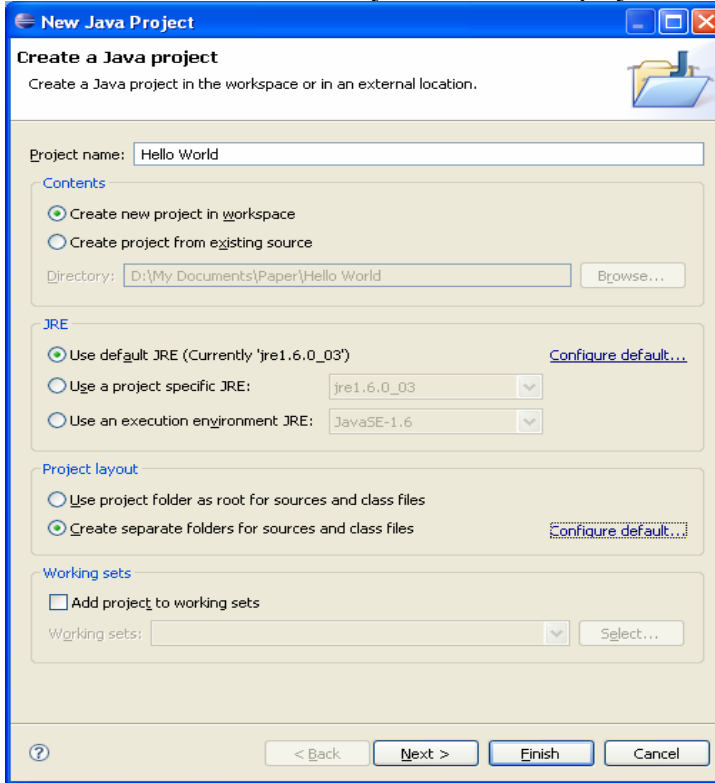 New Java Project
Create a Java project
Create a Java project in the workspace or in an external location.
Project name: Hello World
Contents
Create new project in workspace
Create project from existing source
Directory: D:\My Documents\Paper\Hello World Browse...
JRE
Use default JRE (Currently 'jre1.6.0_03') Configure default...
Use a project specific JRE: jre1.6.0_03
Use an execution environment JRE: JavaSE-1.6
Project layout
Use project folder as root for sources and class files
Create separate folders for sources and class files Configure default...
Working sets
Add project to working sets
Working sets: Select...
? < Back Next > Finish Cancel